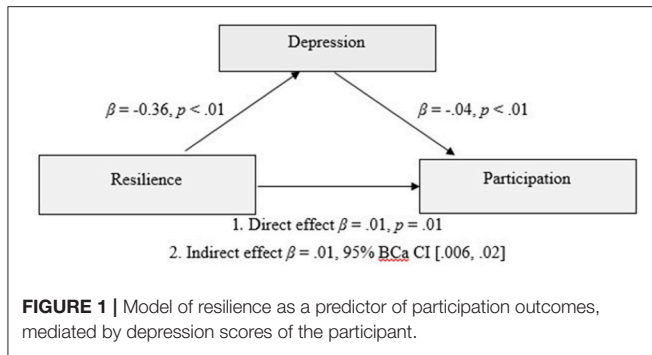 Depression
β = -0.36, p < .01
β = -.04, p < .01
Resilience
Participation
1. Direct effect β = .01, p = .01
2. Indirect effect β = .01, 95% BCa CI [.006, .02]
FIGURE 1 | Model of resilience as a predictor of participation outcomes,
mediated by depression scores of the participant.